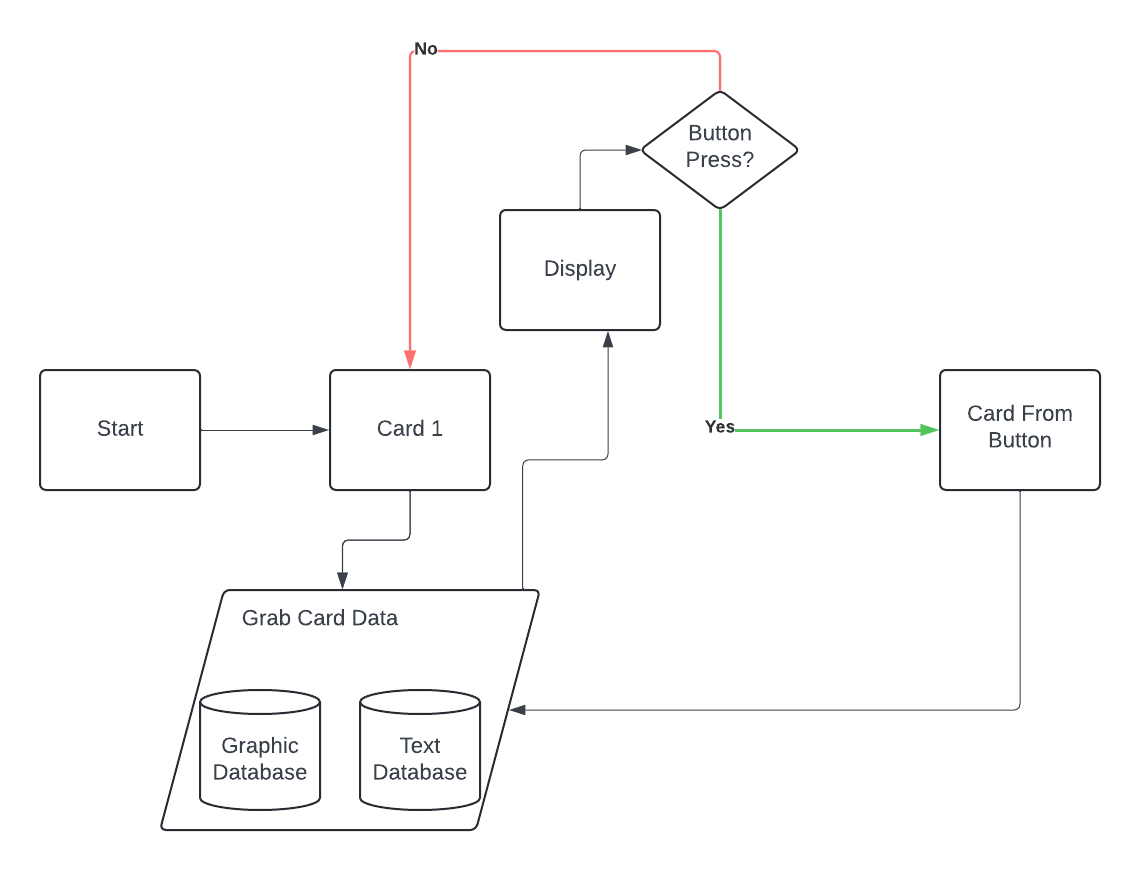 No
Button
Press?
Display
Start
Card 1
Yes
Card From
Button
Grab Card Data
Graphic
Database
Text
Database